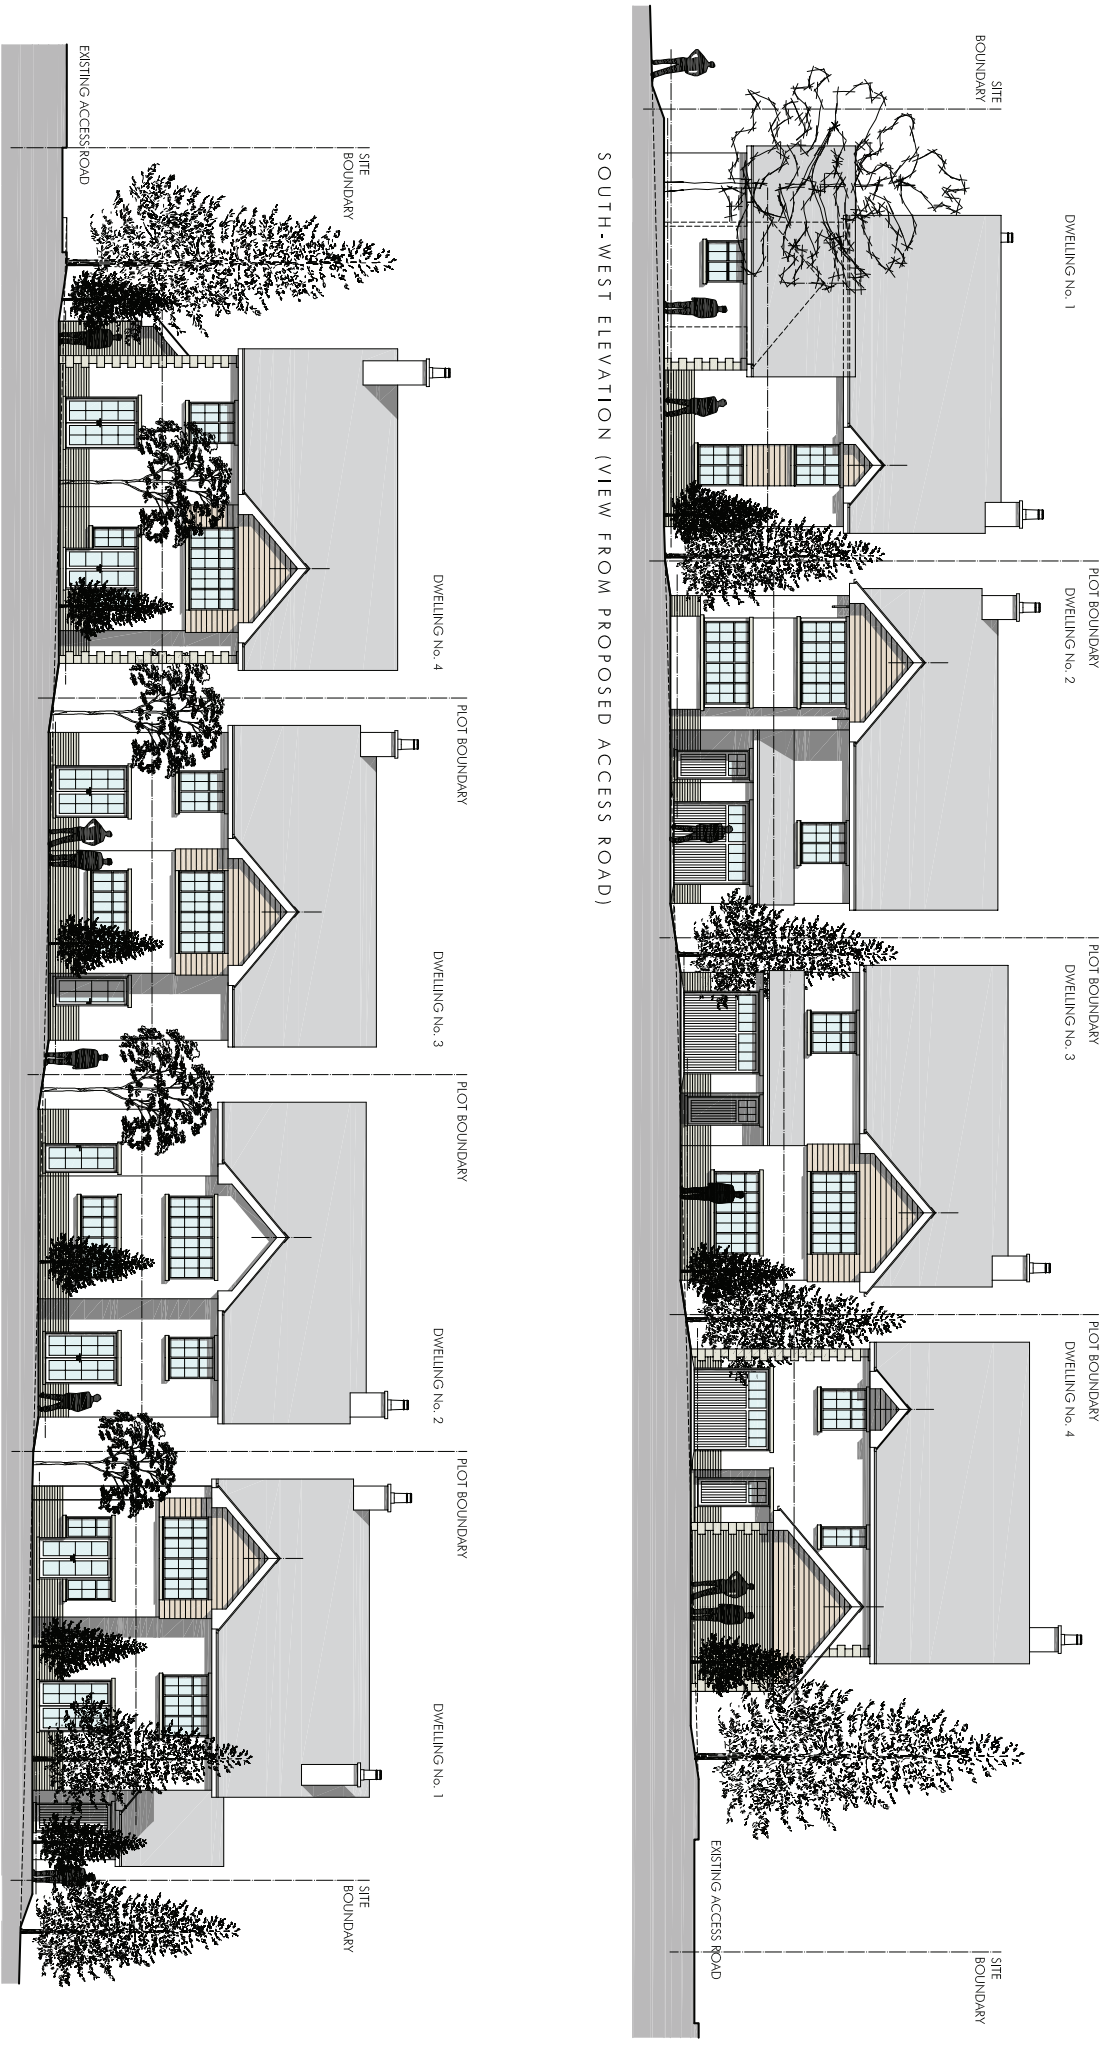 SITE
BOUNDARY
DWELLING No. 1
PLOT BOUNDARY
DWELLING No. 2
PLOT BOUNDARY
DWELLING No. 3
PLOT BOUNDARY
DWELLING No. 4
EXISTING ACCESS ROAD
SITE
BOUNDARY
SOUTH-WEST ELEVATION (VIEW FROM PROPOSED ACCESS ROAD)
EXISTING ACCESS ROAD
SITE
BOUNDARY
DWELLING No. 4
PLOT BOUNDARY
DWELLING No. 3
PLOT BOUNDARY
DWELLING No. 2
PLOT BOUNDARY
DWELLING No. 1
SITE
BOUNDARY